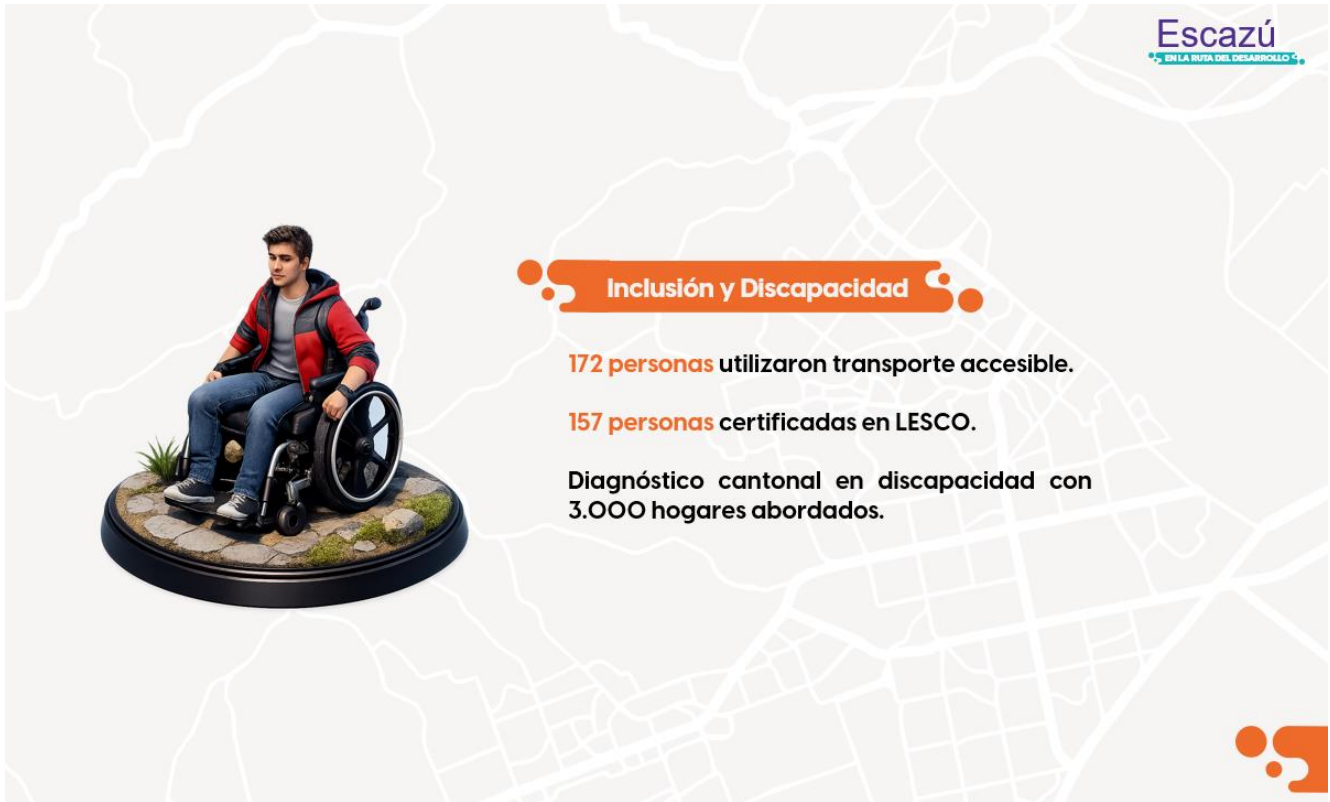 Escazú
EN LA RUTA DEL DESARROLLO
Inclusión y Discapacidad
172 personas utilizaron transporte accesible.
157 personas certificadas en LESCO.
Diagnóstico cantonal en discapacidad con
3.000 hogares abordados.